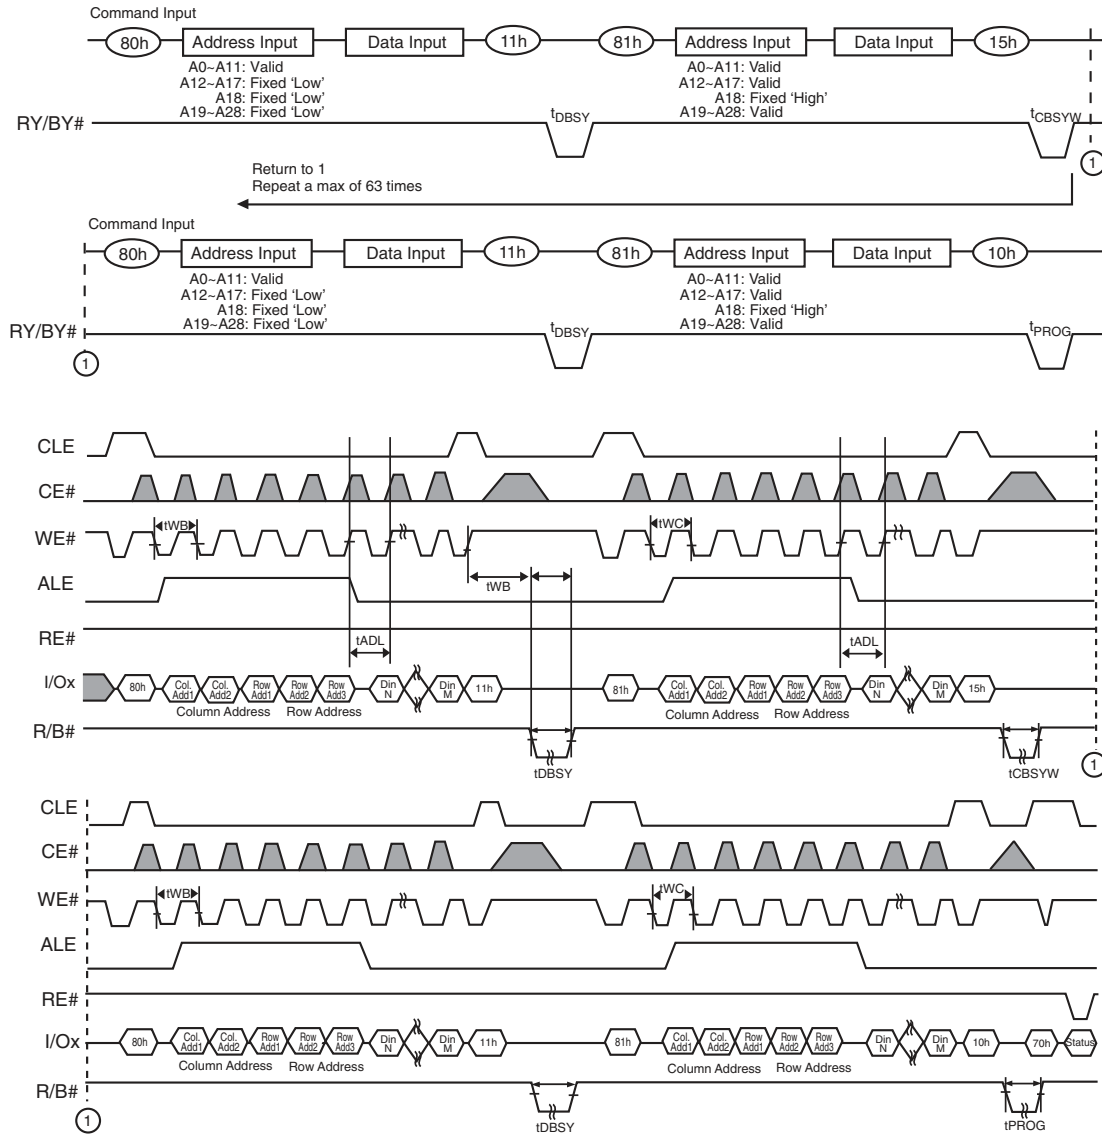 Command Input
80h Address Input Data Input 11h 81h Address Input Data Input 15h
A0~A11: Valid A0~A11: Valid
A12~A17: Fixed ‘Low’ A12~A17: Valid
A18: Fixed ‘Low’ A18: Fixed ‘High’
A19~A28: Fixed ‘Low’ A19~A28: Valid
RY/BY# tDBSY tCBSYW
1
Return to 1
Repeat a max of 63 times
Command Input
80h Address Input Data Input 11h 81h Address Input Data Input 10h
A0~A11: Valid A0~A11: Valid
A12~A17: Fixed ‘Low’ A12~A17: Valid
A18: Fixed ‘Low’ A18: Fixed ‘High’
A19~A28: Fixed ‘Low’ A19~A28: Valid
RY/BY# tDBSY tPROG
1
CLE
CE#
WE# tWB tWC
tWB
ALE
RE#
tADL tADL
I/Ox 80h Col. Add1 Col. Add2 Row Add1 Row Add2 Row Add3 Din N Din M 11h 81h Col. Add1 Col. Add2 Row Add1 Row Add2 Row Add3 Din N Din M 15h
Column Address Row Address Column Address Row Address
R/B#
tDBSY tCBSYW 1
CLE
CE#
WE# tWB tWC
ALE
RE#
I/Ox 80h Col. Add1 Col. Add2 Row Add1 Row Add2 Row Add3 Din N Din M 11h 81h Col. Add1 Col. Add2 Row Add1 Row Add2 Row Add3 Din N Din M 10h 70h Status
Column Address Row Address Column Address Row Address
R/B#
1 tDBSY tPROG